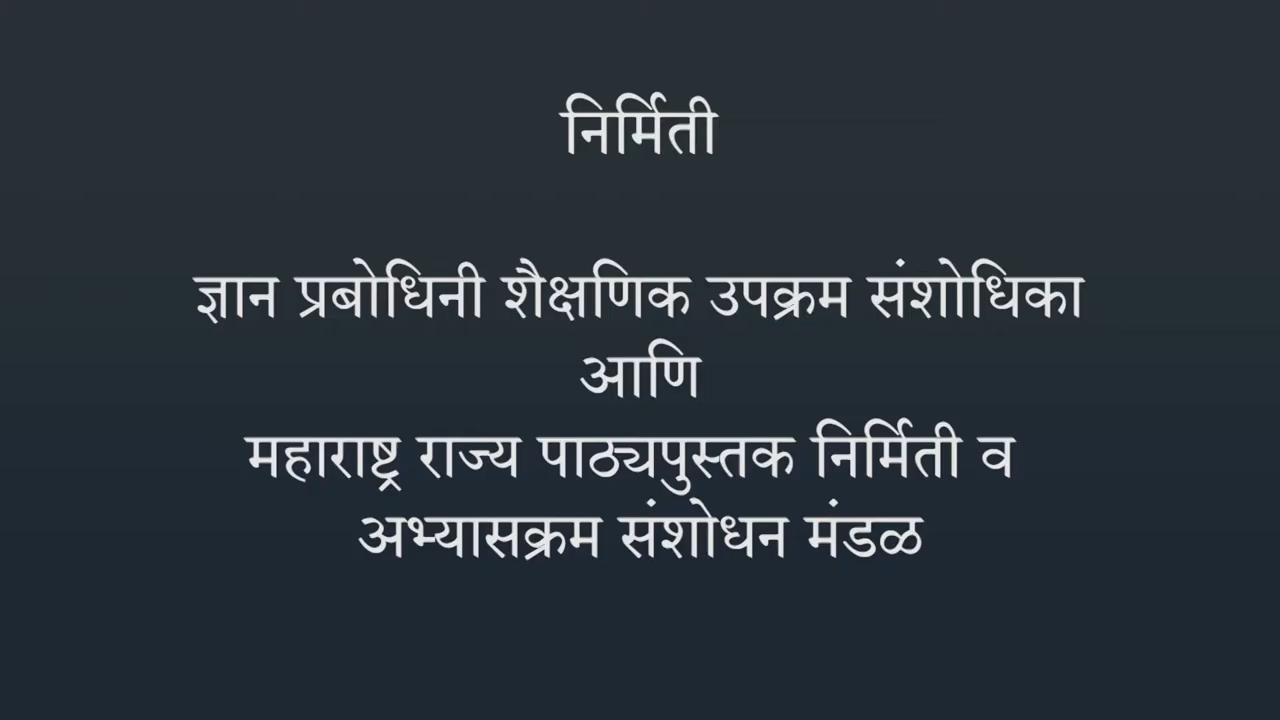 निर्मिती
ज्ञान प्रबोधिनी शैक्षणिक उपक्रम संशोधिका
आणि
महाराष्ट्र राज्य पाठ्यपुस्तक निर्मिती व
अभ्यासक्रम संशोधन मंडळ